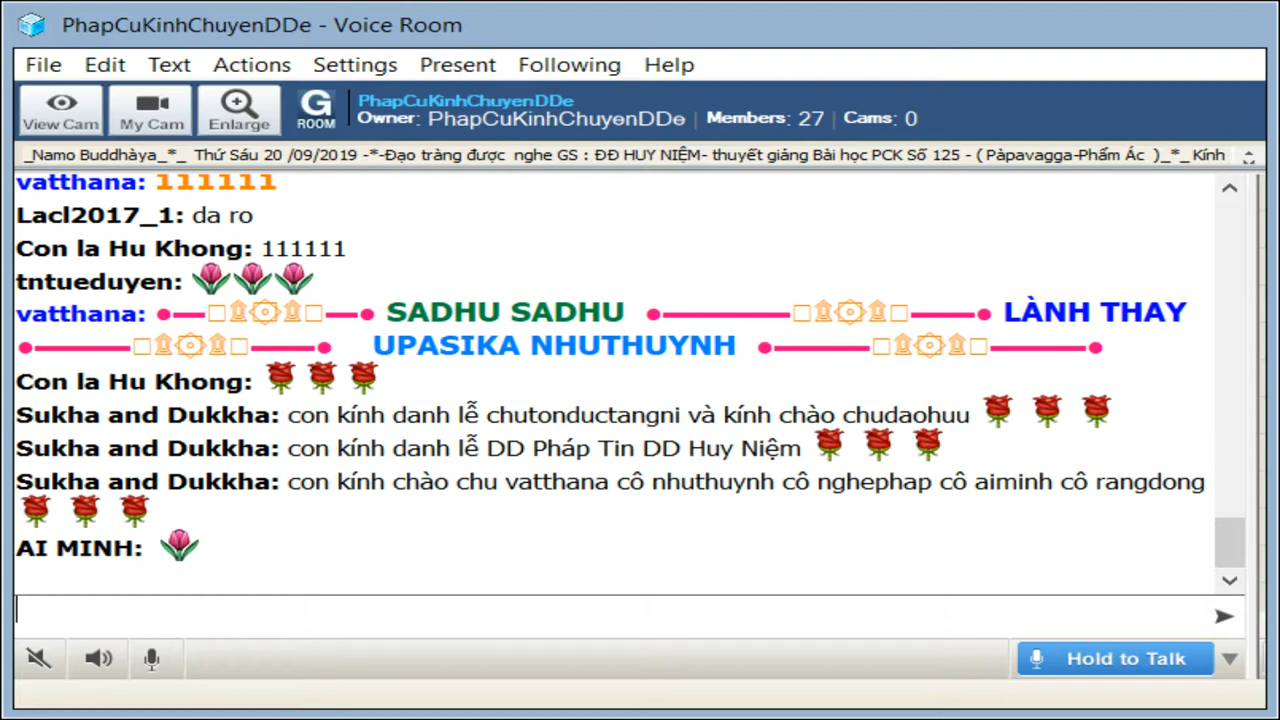 PhapCuKinhChuyenDDe - Voice Room
File Edit Text Actions Settings Present Following Help
View Cam My Cam Enlarge G ROOM PhapCuKinhChuyenDDe
Owner: PhapCuKinhChuyenDDe | Members: 27 | Cams: 0
_Namo Buddhàya_*_ Thứ Sáu 20 /09/2019 -*-Đạo tràng được nghe GS : ĐĐ HUY NIỆM- thuyết giảng Bài học PCK Số 125 - ( Pàpavagga-Phẩm Ác )_*_ Kính
vatthana: 111111
Lacl2017_1: da ro
Con la Hu Khong: 111111
tntueduyen:
vatthana: ●—□۩۞۩□—● SADHU SADHU ●———□۩۞۩□——● LÀNH THAY
●———□۩۞۩□——● UPASIKA NHUTHUYNH ●———□۩۞۩□———●
Con la Hu Khong:
Sukha and Dukkha: con kính danh lễ chutonductangni và kính chào chudaohuu
Sukha and Dukkha: con kính danh lễ DD Pháp Tin DD Huy Niệm
Sukha and Dukkha: con kính chào chu vatthana cô nhuthuynh cô nghephap cô aiminh cô rangdong
AI MINH:
Hold to Talk